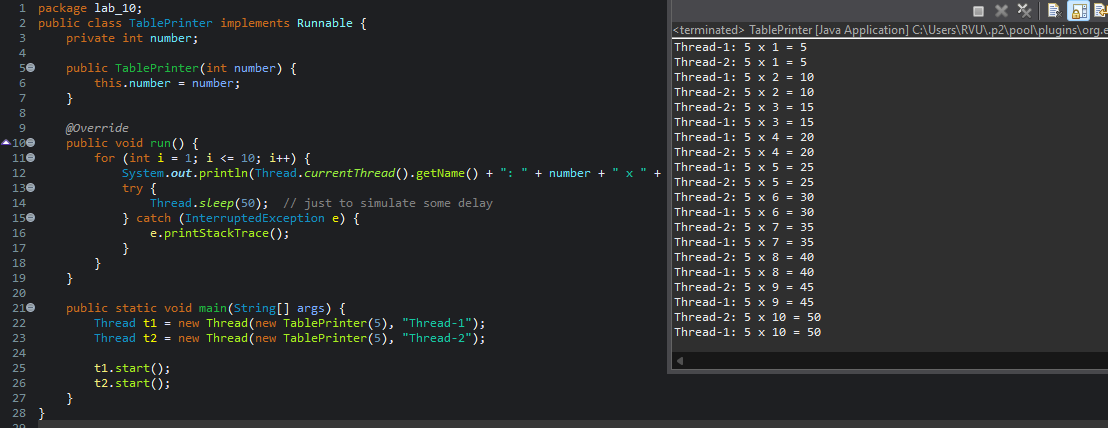 1 package lab_10;
2 public class TablePrinter implements Runnable {
3 private int number;
4
5 public TablePrinter(int number) {
6 this.number = number;
7 }
8
9 @Override
10 public void run() {
11 for (int i = 1; i <= 10; i++) {
12 System.out.println(Thread.currentThread().getName() + ": " + number + " x " +
13 try {
14 Thread.sleep(50);  // just to simulate some delay
15 } catch (InterruptedException e) {
16 e.printStackTrace();
17 }
18 }
19 }
20
21 public static void main(String[] args) {
22 Thread t1 = new Thread(new TablePrinter(5), "Thread-1");
23 Thread t2 = new Thread(new TablePrinter(5), "Thread-2");
24
25 t1.start();
26 t2.start();
27 }
28 }
29
<terminated> TablePrinter [Java Application] C:\Users\RVU\.p2\pool\plugins\org.e
Thread-1: 5 x 1 = 5
Thread-2: 5 x 1 = 5
Thread-1: 5 x 2 = 10
Thread-2: 5 x 2 = 10
Thread-2: 5 x 3 = 15
Thread-1: 5 x 3 = 15
Thread-1: 5 x 4 = 20
Thread-2: 5 x 4 = 20
Thread-1: 5 x 5 = 25
Thread-2: 5 x 5 = 25
Thread-2: 5 x 6 = 30
Thread-1: 5 x 6 = 30
Thread-2: 5 x 7 = 35
Thread-1: 5 x 7 = 35
Thread-2: 5 x 8 = 40
Thread-1: 5 x 8 = 40
Thread-2: 5 x 9 = 45
Thread-1: 5 x 9 = 45
Thread-2: 5 x 10 = 50
Thread-1: 5 x 10 = 50